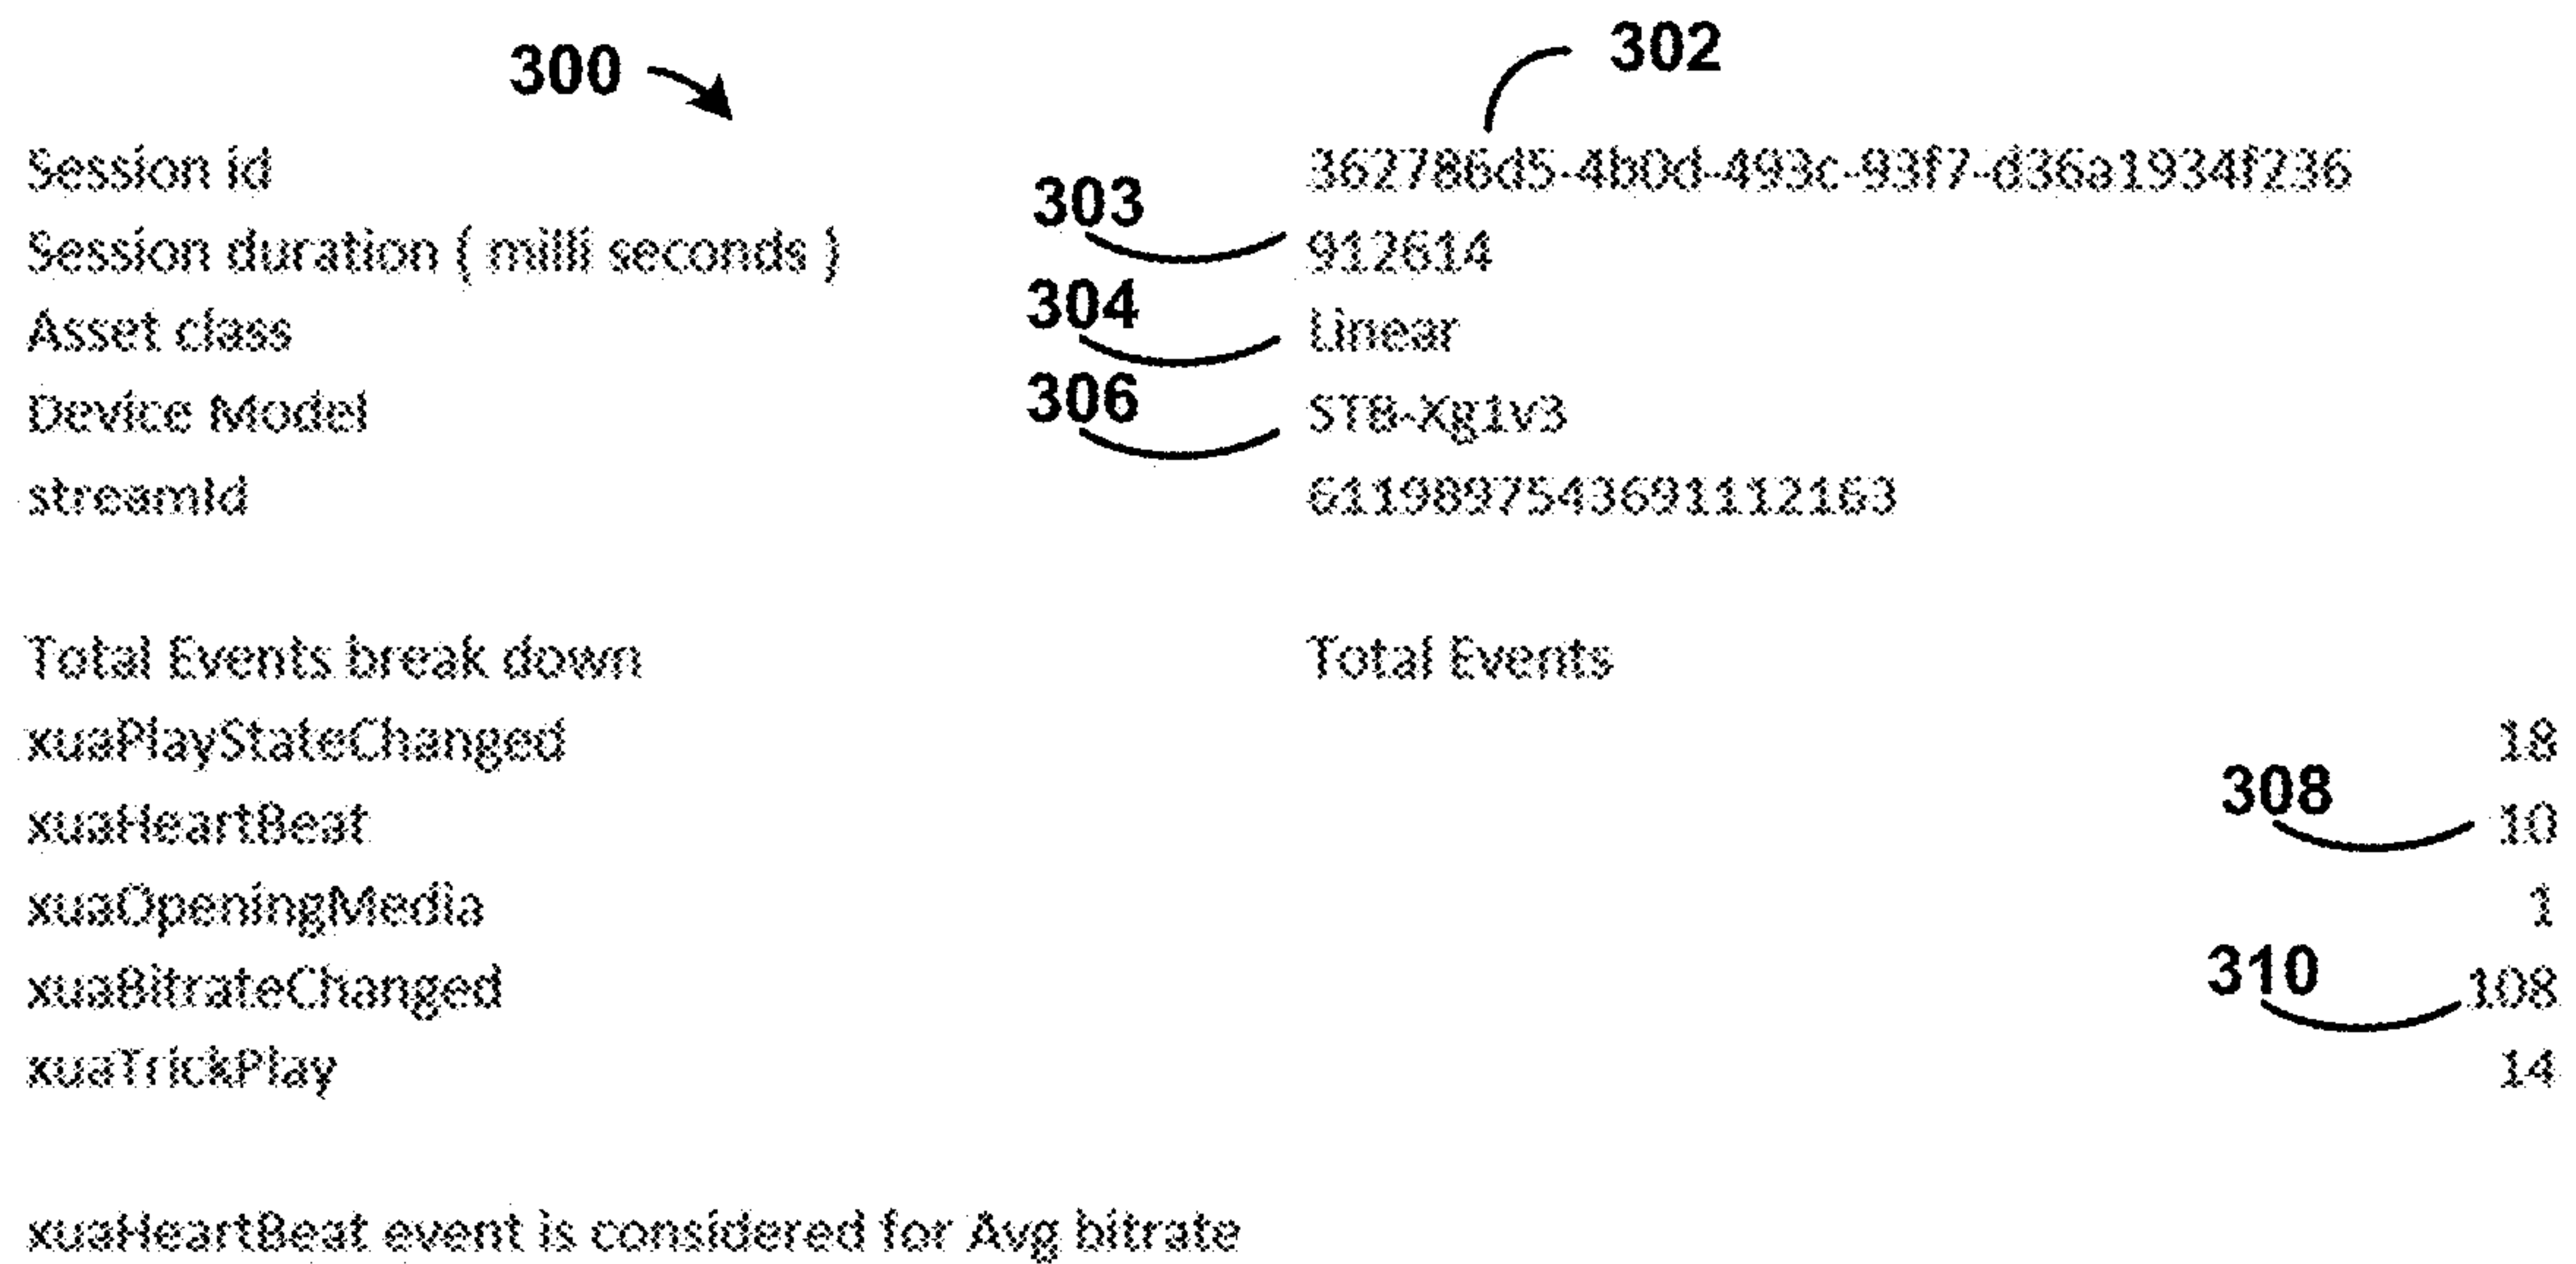 300 302
Session id 362786d5-4b0d-493c-93f7-d36a1934f236
303
Session duration ( milli seconds ) 912614
304
Asset class Linear
306
Device Model STB-Xg1v3
streamId 6119897543691112163
Total Events break down Total Events
xuaPlayStateChanged 18
308
xuaHeartBeat 10
xuaOpeningMedia 1
310
xuaBitrateChanged 108
xuaTrickPlay 14
xuaHeartBeat event is considered for Avg bitrate